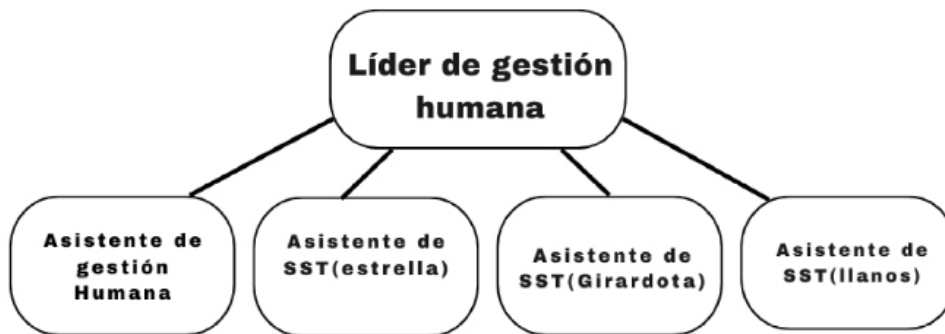 Líder de gestión
humana
Asistente de
gestión
Humana
Asistente de
SST(estrella)
Asistente de
SST(Girardota)
Asistente de
SST(llanos)